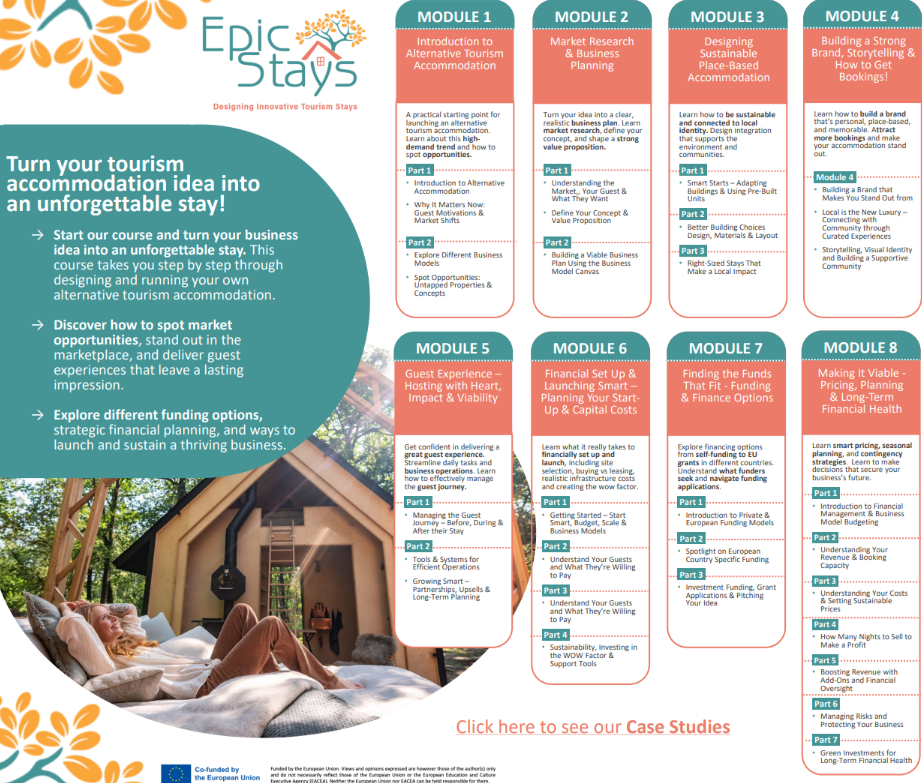 Epic
Stays
Designing Innovative Tourism Stays
Turn your tourism
accommodation idea into
an unforgettable stay!
→ Start our course and turn your business
idea into an unforgettable stay. This
course takes you step by step through
designing and running your own
alternative tourism accommodation.
→ Discover how to spot market
opportunities, stand out in the
marketplace, and deliver guest
experiences that leave a lasting
impression.
→ Explore different funding options,
strategic financial planning, and ways to
launch and sustain a thriving business.
MODULE 1
Introduction to
Alternative Tourism
Accommodation
A practical starting point for
launching an alternative
tourism accommodation.
Learn about this high-
demand trend and how to
spot opportunities.
Part 1
• Introduction to Alternative
Accommodation
• Why It Matters Now:
Guest Motivations &
Market Shifts
Part 2
• Explore Different Business
Models
• Spot Opportunities:
Untapped Properties &
Concepts
MODULE 2
Market Research
& Business
Planning
Turn your idea into a clear,
realistic business plan. Learn
market research, define your
concept, and shape a strong
value proposition.
Part 1
• Understanding the
Market,, Your Guest &
What They Want
• Define Your Concept &
Value Proposition
Part 2
• Building a Viable Business
Plan Using the Business
Model Canvas
MODULE 3
Designing
Sustainable
Place-Based
Accommodation
Learn how to be sustainable
and connected to local
identity. Design integration
that supports the
environment and
communities.
Part 1
• Smart Starts – Adapting
Buildings & Using Pre-Built
Units
Part 2
• Better Building Choices
Design, Materials & Layout
Part 3
• Right-Sized Stays That
Make a Local Impact
MODULE 4
Building a Strong
Brand, Storytelling &
How to Get
Bookings!
Learn how to build a brand
that's personal, place-based,
and memorable. Attract
more bookings and make
your accommodation stand
out.
Module 4
• Building a Brand that
Makes You Stand Out from
• Local is the New Luxury –
Connecting with
Community through
Curated Experiences
• Storytelling, Visual Identity
and Building a Supportive
Community
MODULE 5
Guest Experience –
Hosting with Heart,
Impact & Viability
Get confident in delivering a
great guest experience.
Streamline daily tasks and
business operations. Learn
how to effectively manage
the guest journey.
Part 1
• Managing the Guest
Journey – Before, During &
After their Stay
Part 2
• Tools & Systems for
Efficient Operations
• Growing Smart –
Partnerships, Upsells &
Long-Term Planning
MODULE 6
Financial Set Up &
Launching Smart –
Planning Your Start-
Up & Capital Costs
Learn what it really takes to
financially set up and
launch, including site
selection, buying vs leasing,
realistic infrastructure costs
and creating the wow factor.
Part 1
• Getting Started – Start
Smart, Budget, Scale &
Business Models
Part 2
• Understand Your Guests
and What They're Willing
to Pay
Part 3
• Understand Your Guests
and What They're Willing
to Pay
Part 4
• Sustainability, Investing in
the WOW Factor &
Support Tools
MODULE 7
Finding the Funds
That Fit - Funding
& Finance Options
Explore financing options
from self-funding to EU
grants in different countries.
Understand what funders
seek and navigate funding
applications.
Part 1
• Introduction to Private &
European Funding Models
Part 2
• Spotlight on European
Country Specific Funding
Part 3
• Investment Funding, Grant
Applications & Pitching
Your Idea
MODULE 8
Making It Viable -
Pricing, Planning
& Long-Term
Financial Health
Learn smart pricing, seasonal
planning, and contingency
strategies. Learn to make
decisions that secure your
business's future.
Part 1
• Introduction to Financial
Management & Business
Model Budgeting
Part 2
• Understanding Your
Revenue & Booking
Capacity
Part 3
• Understanding Your Costs
& Setting Sustainable
Prices
Part 4
• How Many Nights to Sell to
Make a Profit
Part 5
• Boosting Revenue with
Add-Ons and Financial
Oversight
Part 6
• Managing Risks and
Protecting Your Business
Part 7
• Green Investments for
Long-Term Financial Health
Click here to see our Case Studies
Co-funded by
the European Union
Funded by the European Union. Views and opinions expressed are however those of the author(s) only
and do not necessarily reflect those of the European Union or the European Education and Culture
Executive Agency (EACEA). Neither the European Union nor EACEA can be held responsible for them.